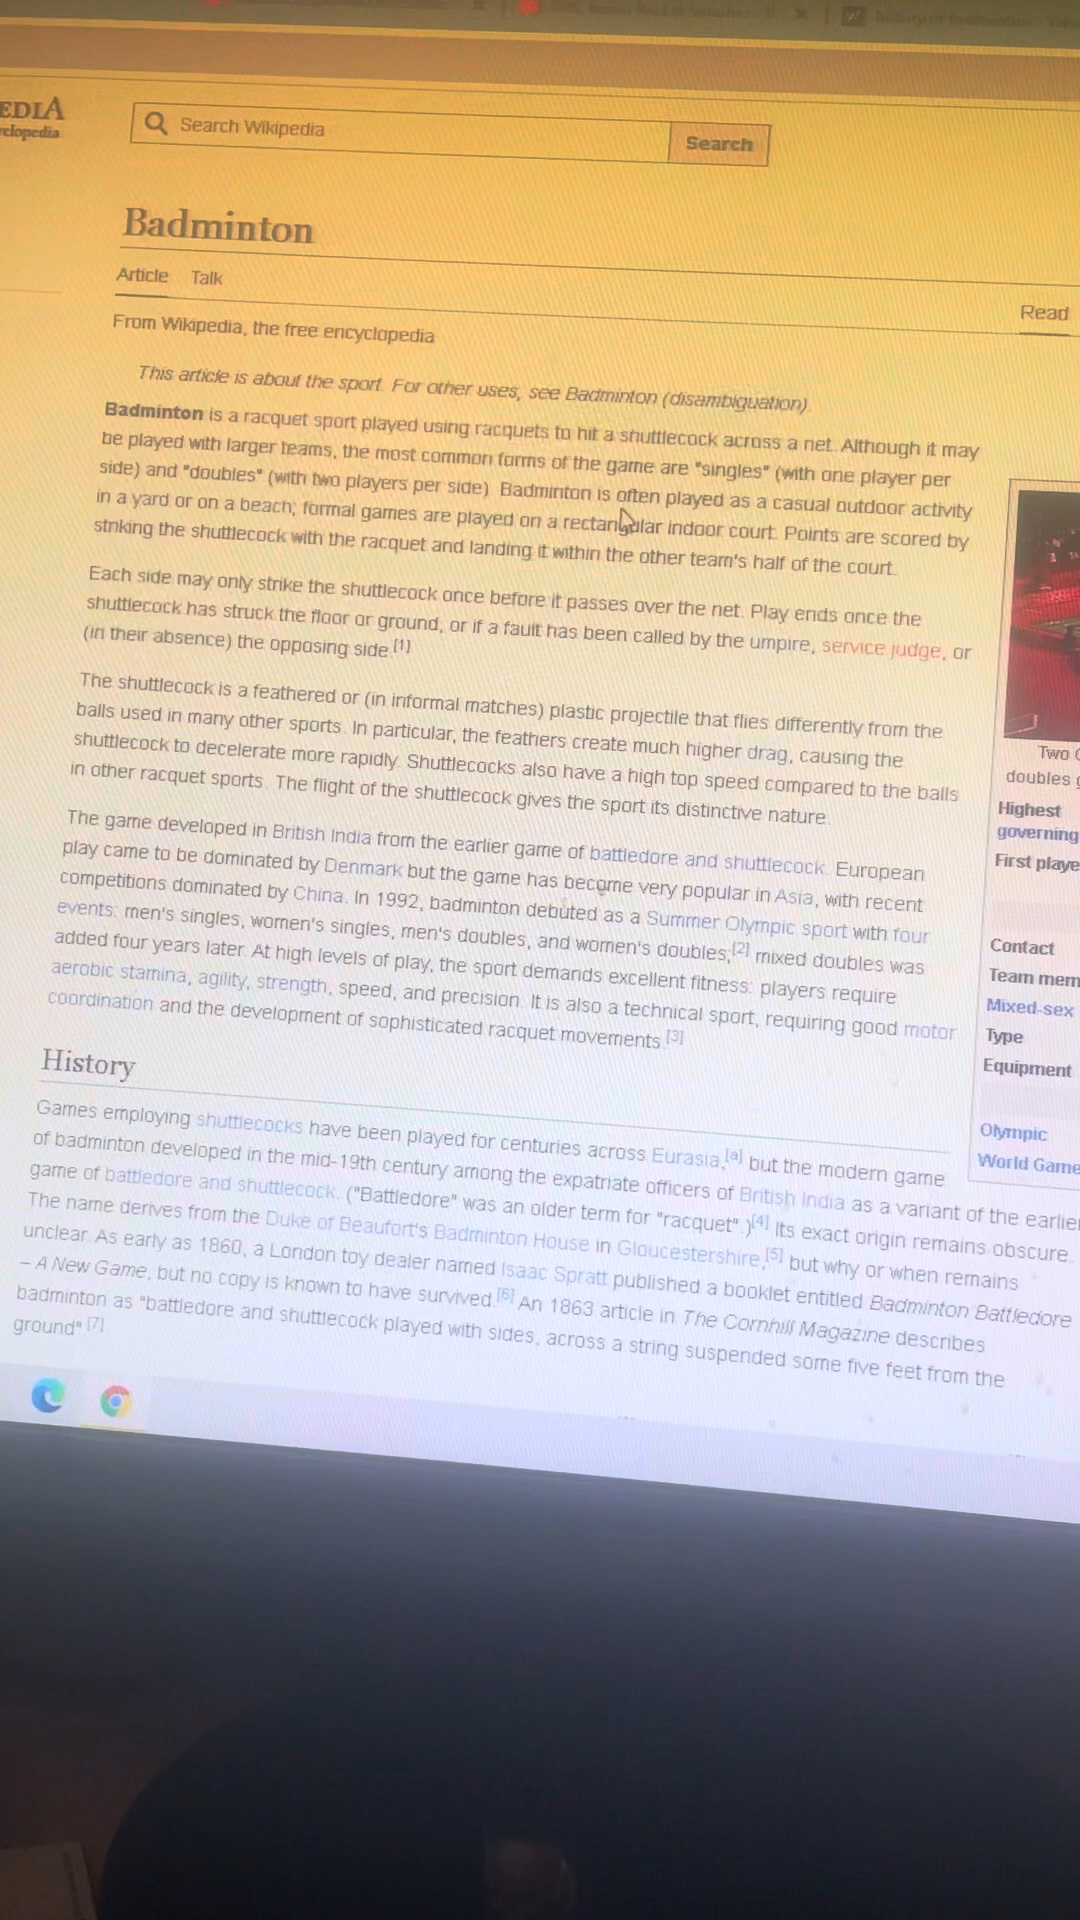 EDIA
clopedia
Search Wikipedia
Search
Badminton
Article Talk
Read
From Wikipedia, the free encyclopedia
This article is about the sport. For other uses, see Badminton (disambiguation).
Badminton is a racquet sport played using racquets to hit a shuttlecock across a net. Although it may
be played with larger teams, the most common forms of the game are "singles" (with one player per
side) and "doubles" (with two players per side). Badminton is often played as a casual outdoor activity
in a yard or on a beach; formal games are played on a rectangular indoor court. Points are scored by
striking the shuttlecock with the racquet and landing it within the other team's half of the court.
Each side may only strike the shuttlecock once before it passes over the net. Play ends once the
shuttlecock has struck the floor or ground, or if a fault has been called by the umpire, service judge, or
(in their absence) the opposing side.[1]
The shuttlecock is a feathered or (in informal matches) plastic projectile that flies differently from the
balls used in many other sports. In particular, the feathers create much higher drag, causing the
shuttlecock to decelerate more rapidly. Shuttlecocks also have a high top speed compared to the balls
in other racquet sports. The flight of the shuttlecock gives the sport its distinctive nature.
The game developed in British India from the earlier game of battledore and shuttlecock. European
play came to be dominated by Denmark but the game has become very popular in Asia, with recent
competitions dominated by China. In 1992, badminton debuted as a Summer Olympic sport with four
events: men's singles, women's singles, men's doubles, and women's doubles;[2] mixed doubles was
added four years later. At high levels of play, the sport demands excellent fitness: players require
aerobic stamina, agility, strength, speed, and precision. It is also a technical sport, requiring good motor
coordination and the development of sophisticated racquet movements.[3]
History
Games employing shuttlecocks have been played for centuries across Eurasia,[a] but the modern game
of badminton developed in the mid-19th century among the expatriate officers of British India as a variant of the earlier
game of battledore and shuttlecock. ("Battledore" was an older term for "racquet".)[4] Its exact origin remains obscure.
The name derives from the Duke of Beaufort's Badminton House in Gloucestershire,[5] but why or when remains
unclear. As early as 1860, a London toy dealer named Isaac Spratt published a booklet entitled Badminton Battledore
– A New Game, but no copy is known to have survived.[6] An 1863 article in The Cornhill Magazine describes
badminton as "battledore and shuttlecock played with sides, across a string suspended some five feet from the
ground".[7]
Two
doubles
Highest
governing
First playe
Contact
Team mem
Mixed-sex
Type
Equipment
Olympic
World Game